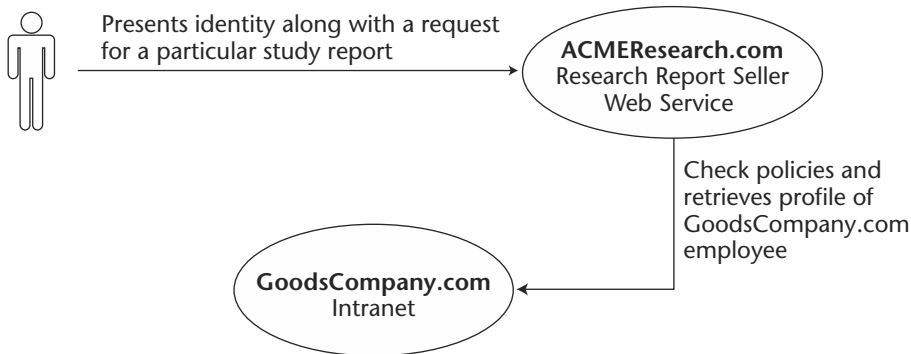 Presents identity along with a request
for a particular study report
ACMEResearch.com
Research Report Seller
Web Service
Check policies and
retrieves profile of
GoodsCompany.com
employee
GoodsCompany.com
Intranet